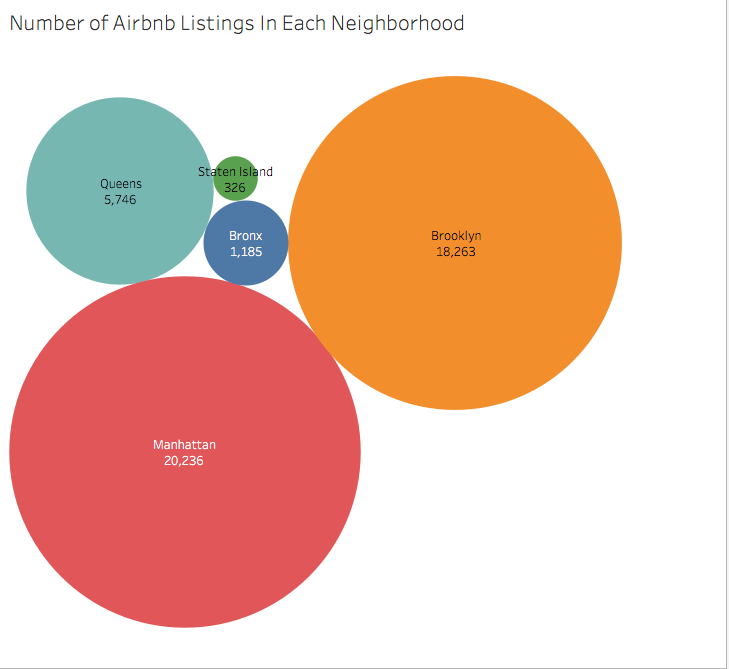 Number of Airbnb Listings In Each Neighborhood
Staten Island
326
Queens
5,746
Bronx
1,185
Brooklyn
18,263
Manhattan
20,236